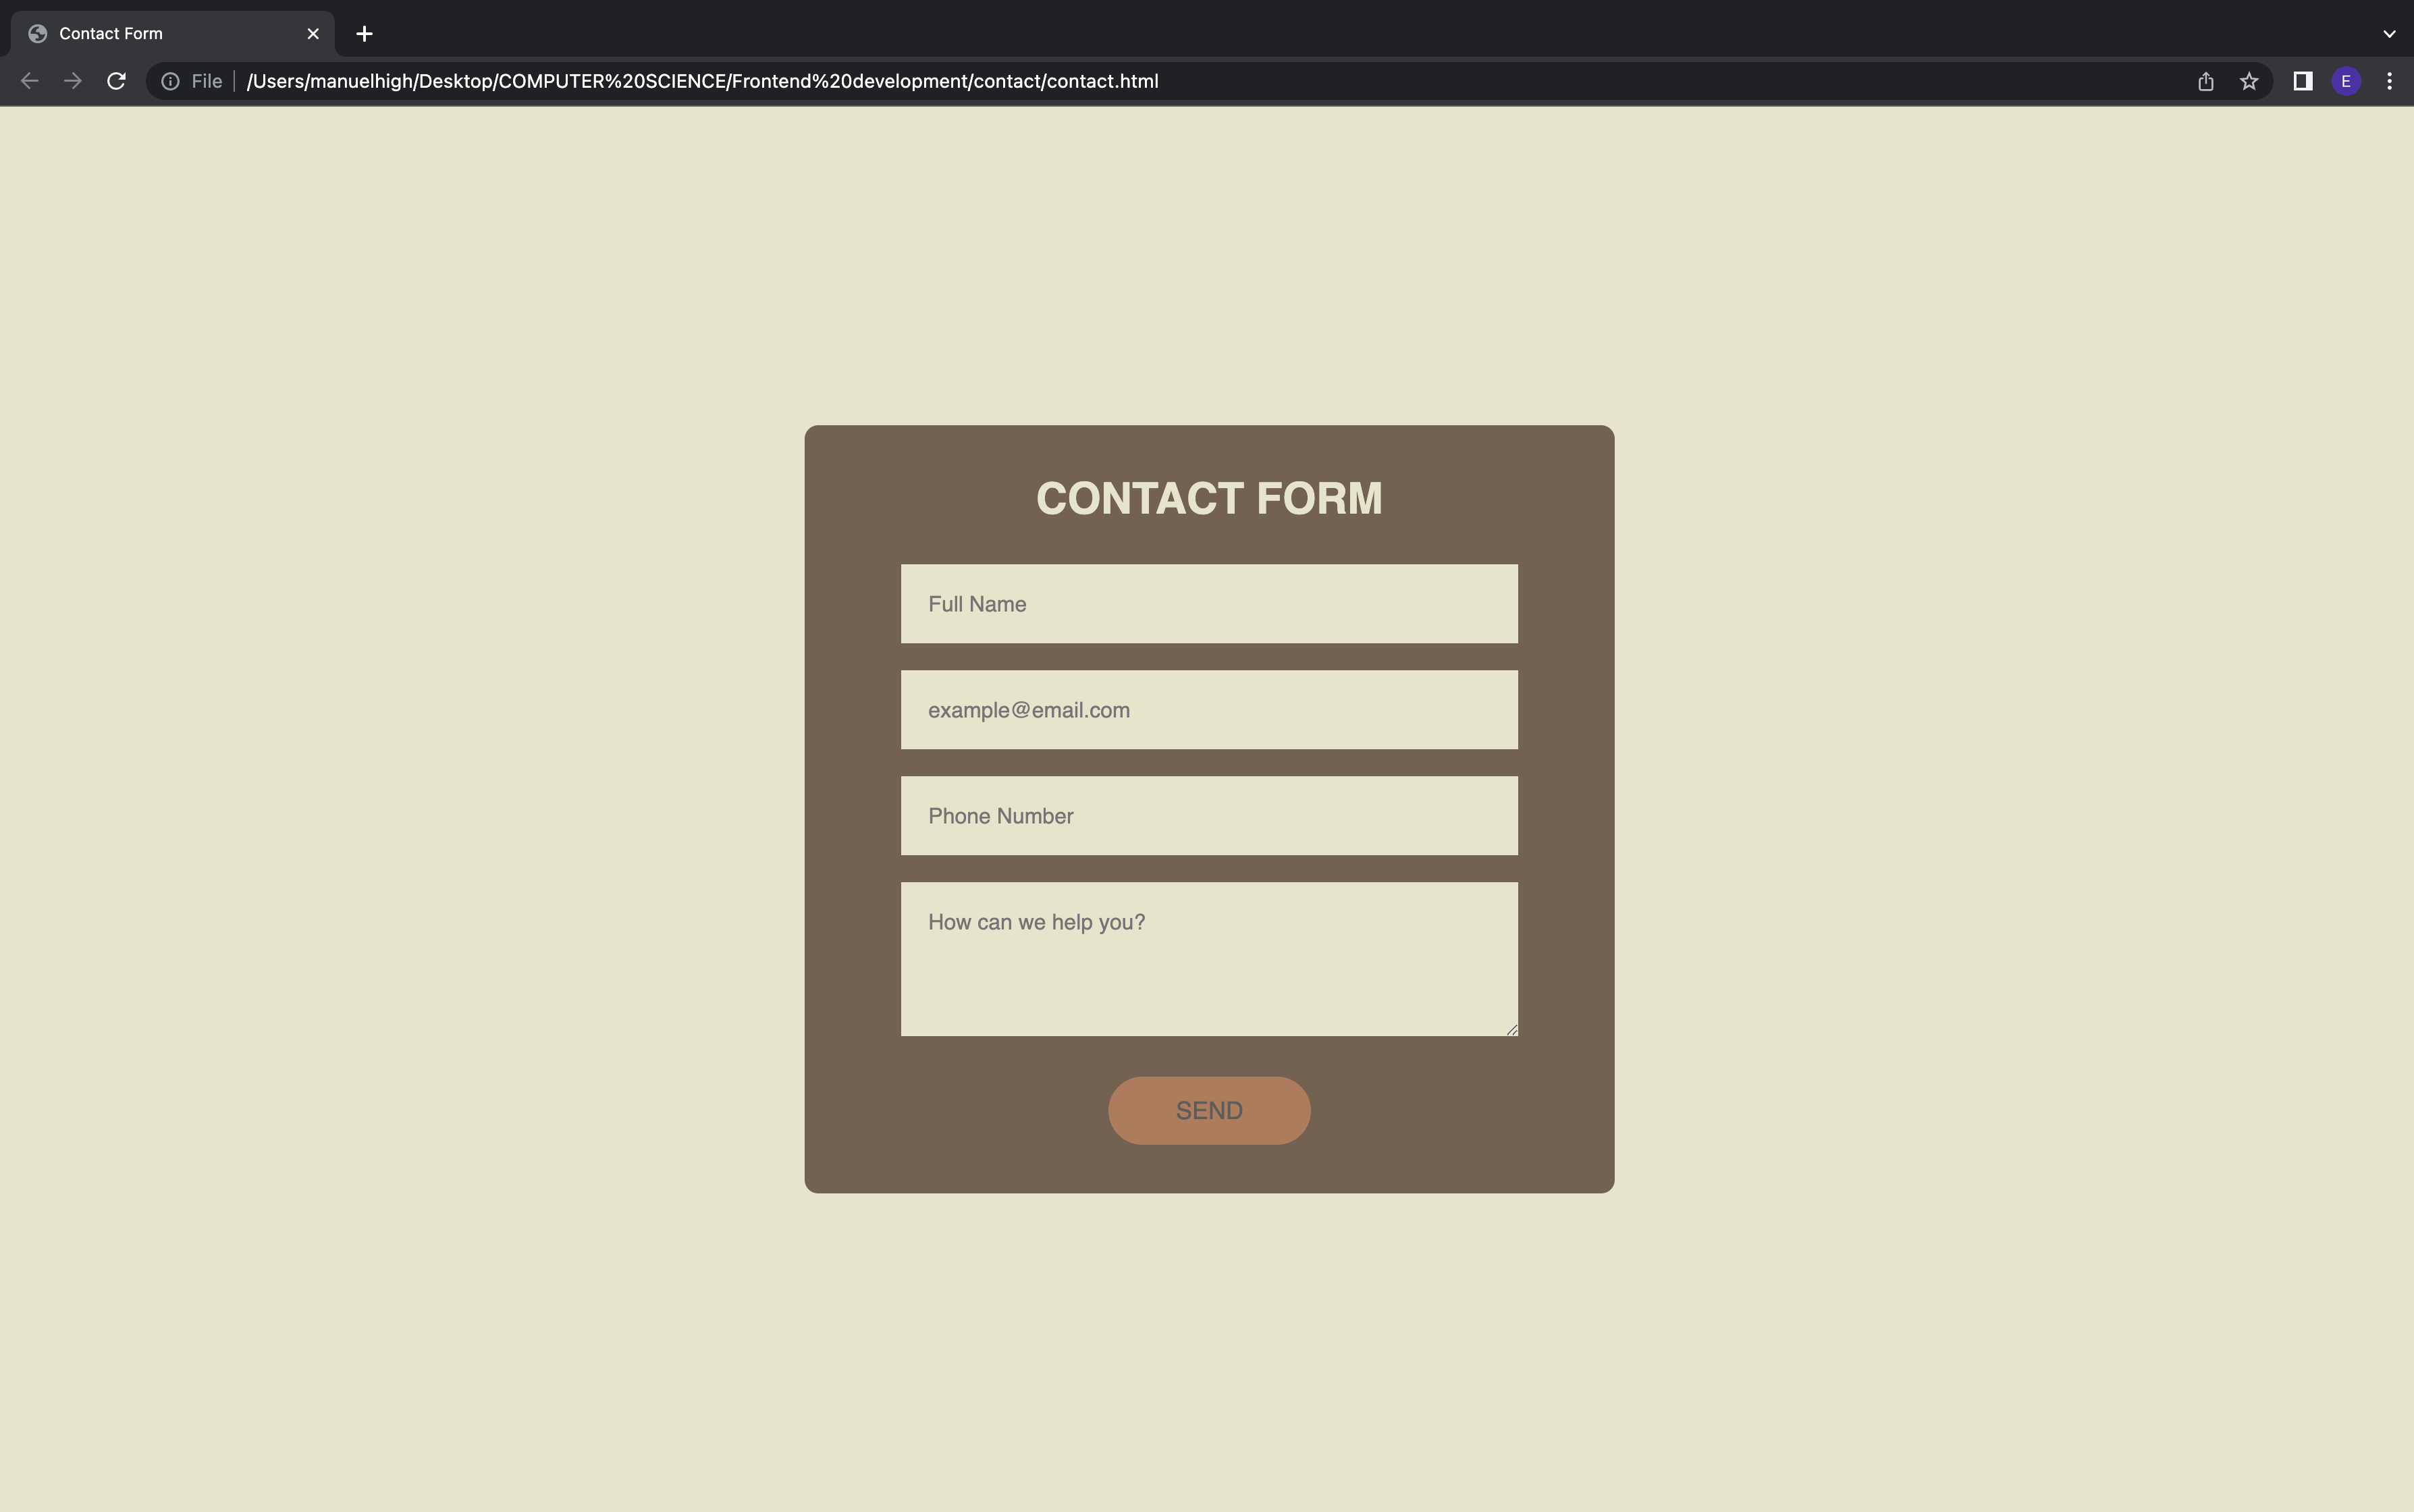 Contact Form
File /Users/manuelhigh/Desktop/COMPUTER%20SCIENCE/Frontend%20development/contact/contact.html
E
CONTACT FORM
Full Name
example@email.com
Phone Number
How can we help you?
SEND